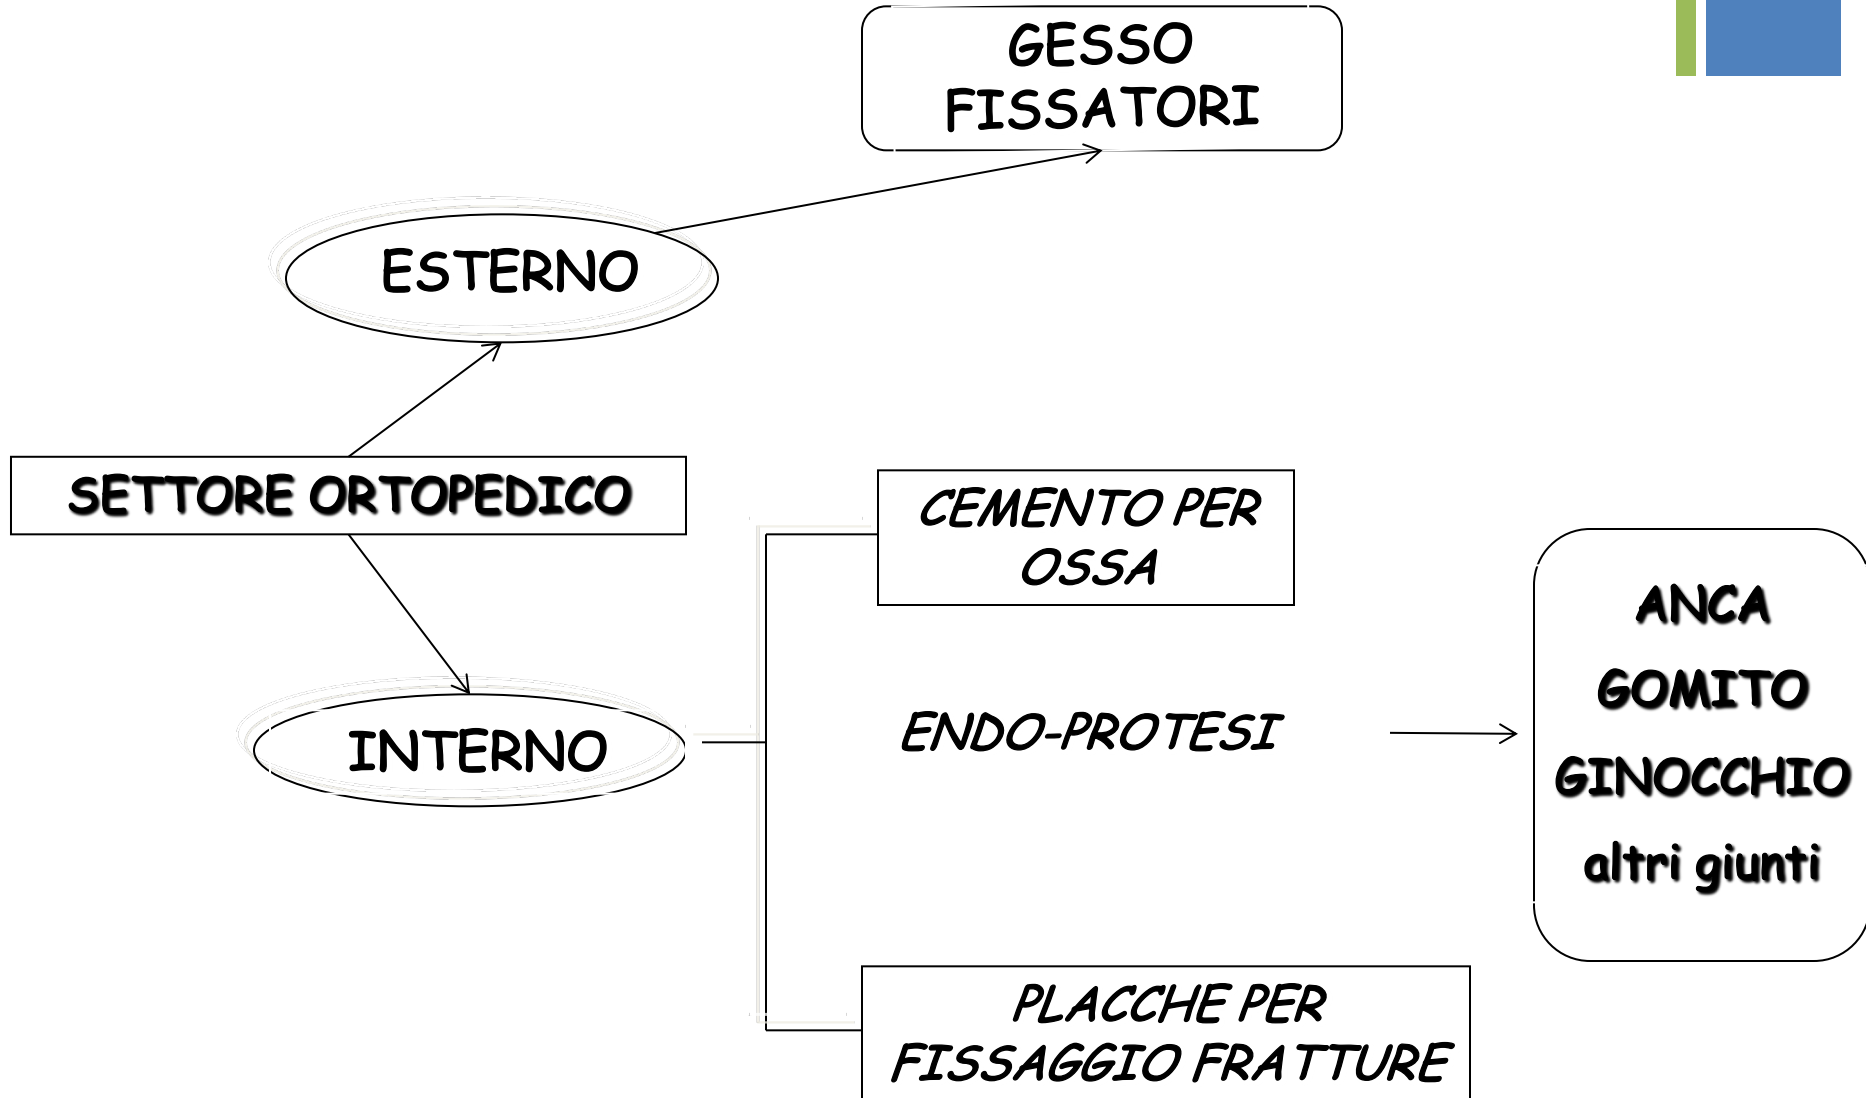 GESSO
FISSATORI
ESTERNO
SETTORE ORTOPEDICO
CEMENTO PER
OSSA
ANCA
GOMITO
GINOCCHIO
altri giunti
INTERNO
ENDO-PROTESI
PLACCHE PER
FISSAGGIO FRATTURE